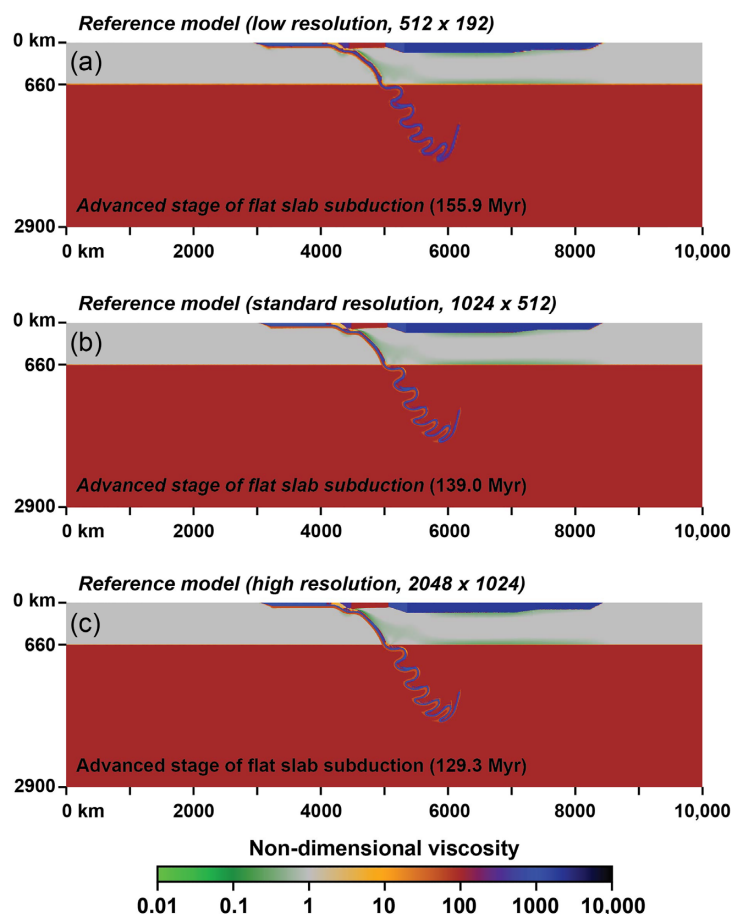 Reference model (low resolution, 512 x 192)
0 km
(a)
660
Advanced stage of flat slab subduction (155.9 Myr)
2900
0 km 2000 4000 6000 8000 10,000
Reference model (standard resolution, 1024 x 512)
0 km
(b)
660
Advanced stage of flat slab subduction (139.0 Myr)
2900
0 km 2000 4000 6000 8000 10,000
Reference model (high resolution, 2048 x 1024)
0 km
(c)
660
Advanced stage of flat slab subduction (129.3 Myr)
2900
0 km 2000 4000 6000 8000 10,000
Non-dimensional viscosity
0.01 0.1 1 10 100 1000 10,000